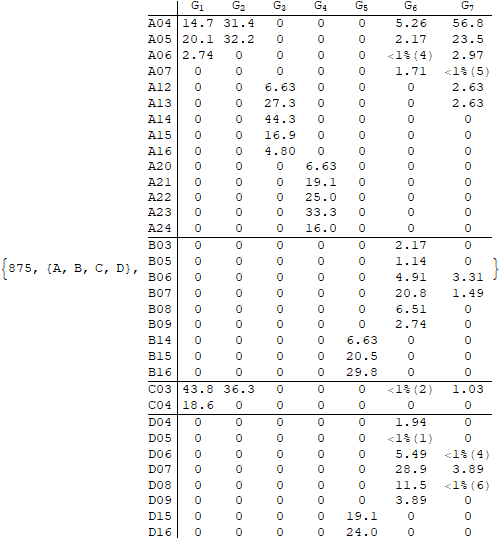 G1 G2 G3 G4 G5 G6 G7
A04 14.7 31.4 0 0 0 5.26 56.8
A05 20.1 32.2 0 0 0 2.17 23.5
A06 2.74 0 0 0 0 <1%(4) 2.97
A07 0 0 0 0 0 1.71 <1%(5)
A12 0 0 6.63 0 0 0 2.63
A13 0 0 27.3 0 0 0 2.63
A14 0 0 44.3 0 0 0 0
A15 0 0 16.9 0 0 0 0
A16 0 0 4.80 0 0 0 0
A20 0 0 0 6.63 0 0 0
A21 0 0 0 19.1 0 0 0
A22 0 0 0 25.0 0 0 0
A23 0 0 0 33.3 0 0 0
A24 0 0 0 16.0 0 0 0
B03 0 0 0 0 0 2.17 0
B05 0 0 0 0 0 1.14 0
{875, {A, B, C, D}, B06 0 0 0 0 0 4.91 3.31 }
B07 0 0 0 0 0 20.8 1.49
B08 0 0 0 0 0 6.51 0
B09 0 0 0 0 0 2.74 0
B14 0 0 0 0 6.63 0 0
B15 0 0 0 0 20.5 0 0
B16 0 0 0 0 29.8 0 0
C03 43.8 36.3 0 0 0 <1%(2) 1.03
C04 18.6 0 0 0 0 0 0
D04 0 0 0 0 0 1.94 0
D05 0 0 0 0 0 <1%(1) 0
D06 0 0 0 0 0 5.49 <1%(4)
D07 0 0 0 0 0 28.9 3.89
D08 0 0 0 0 0 11.5 <1%(6)
D09 0 0 0 0 0 3.89 0
D15 0 0 0 0 19.1 0 0
D16 0 0 0 0 24.0 0 0